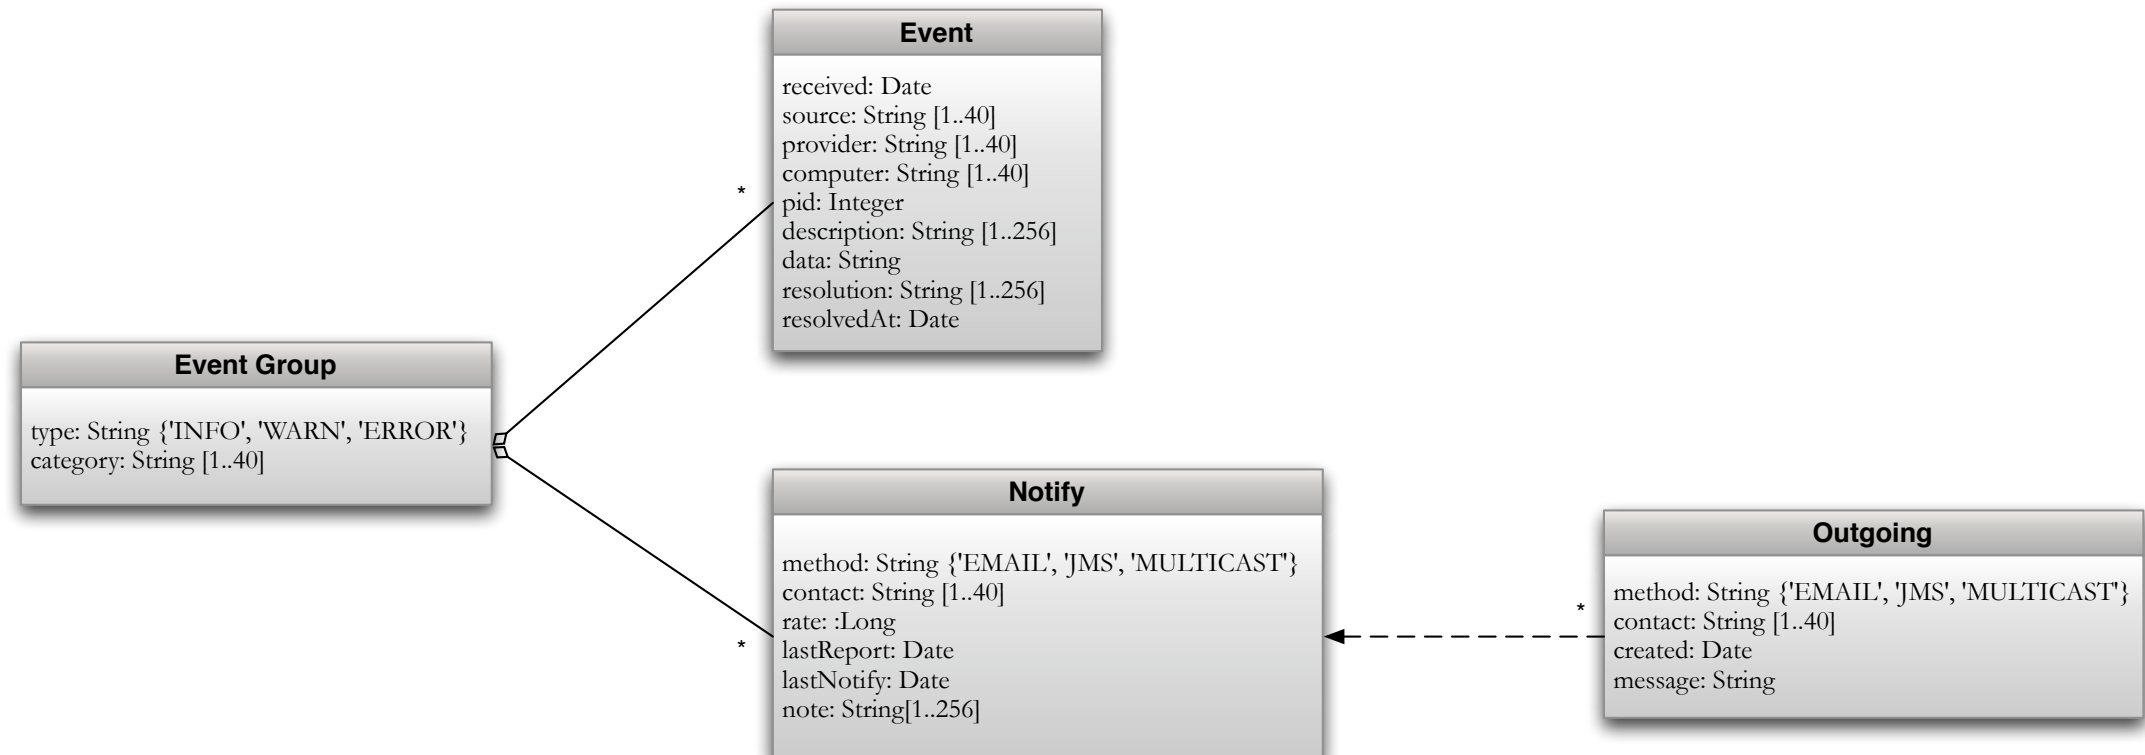 Event
received: Date
source: String [1..40]
provider: String [1..40]
computer: String [1..40]
pid: Integer
description: String [1..256]
data: String
resolution: String [1..256]
resolvedAt: Date
*
Event Group
type: String {'INFO', 'WARN', 'ERROR'}
category: String [1..40]
Notify
method: String {'EMAIL', 'JMS', 'MULTICAST'}
contact: String [1..40]
rate: :Long
lastReport: Date
lastNotify: Date
note: String[1..256]
*
Outgoing
method: String {'EMAIL', 'JMS', 'MULTICAST'}
contact: String [1..40]
created: Date
message: String
*